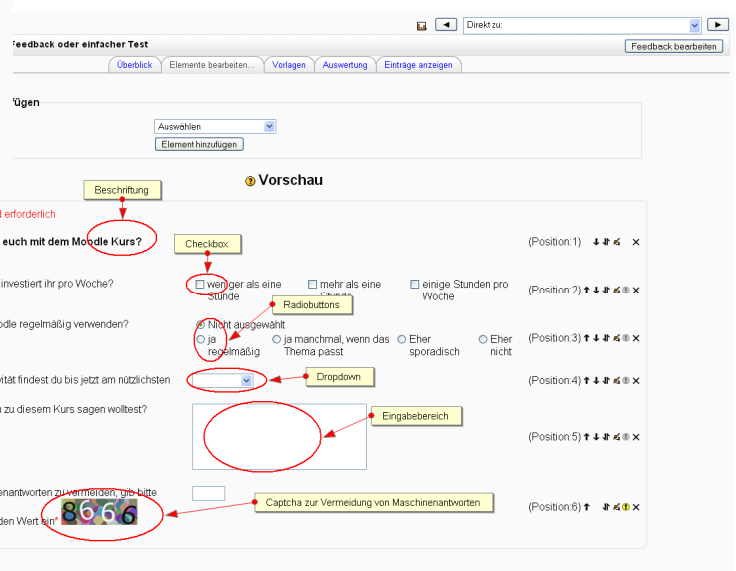 Direkt zu:
Feedback oder einfacher Test
Feedback bearbeiten
Überblick
Elemente bearbeiten...
Vorlagen
Auswertung
Einträge anzeigen
fügen
Auswählen
Element hinzufügen
Vorschau
Beschriftung
erforderlich
euch mit dem Moodle Kurs?
Checkbox
(Position:1)
investiert ihr pro Woche?
weniger als eine Stunde
mehr als eine Stunde
einige Stunden pro Woche
(Position:2)
Radiobuttons
odle regelmäßig verwenden?
Nicht ausgewählt
ja regelmäßig
ja manchmal, wenn das Thema passt
Eher sporadisch
Eher nicht
(Position:3)
ität findest du bis jetzt am nützlichsten
Dropdown
(Position:4)
zu diesem Kurs sagen wolltest?
Eingabebereich
(Position:5)
enantworten zu vermeiden, gib bitte
Captcha zur Vermeidung von Maschinenantworten
(Position:6)
den Wert ein*
8666